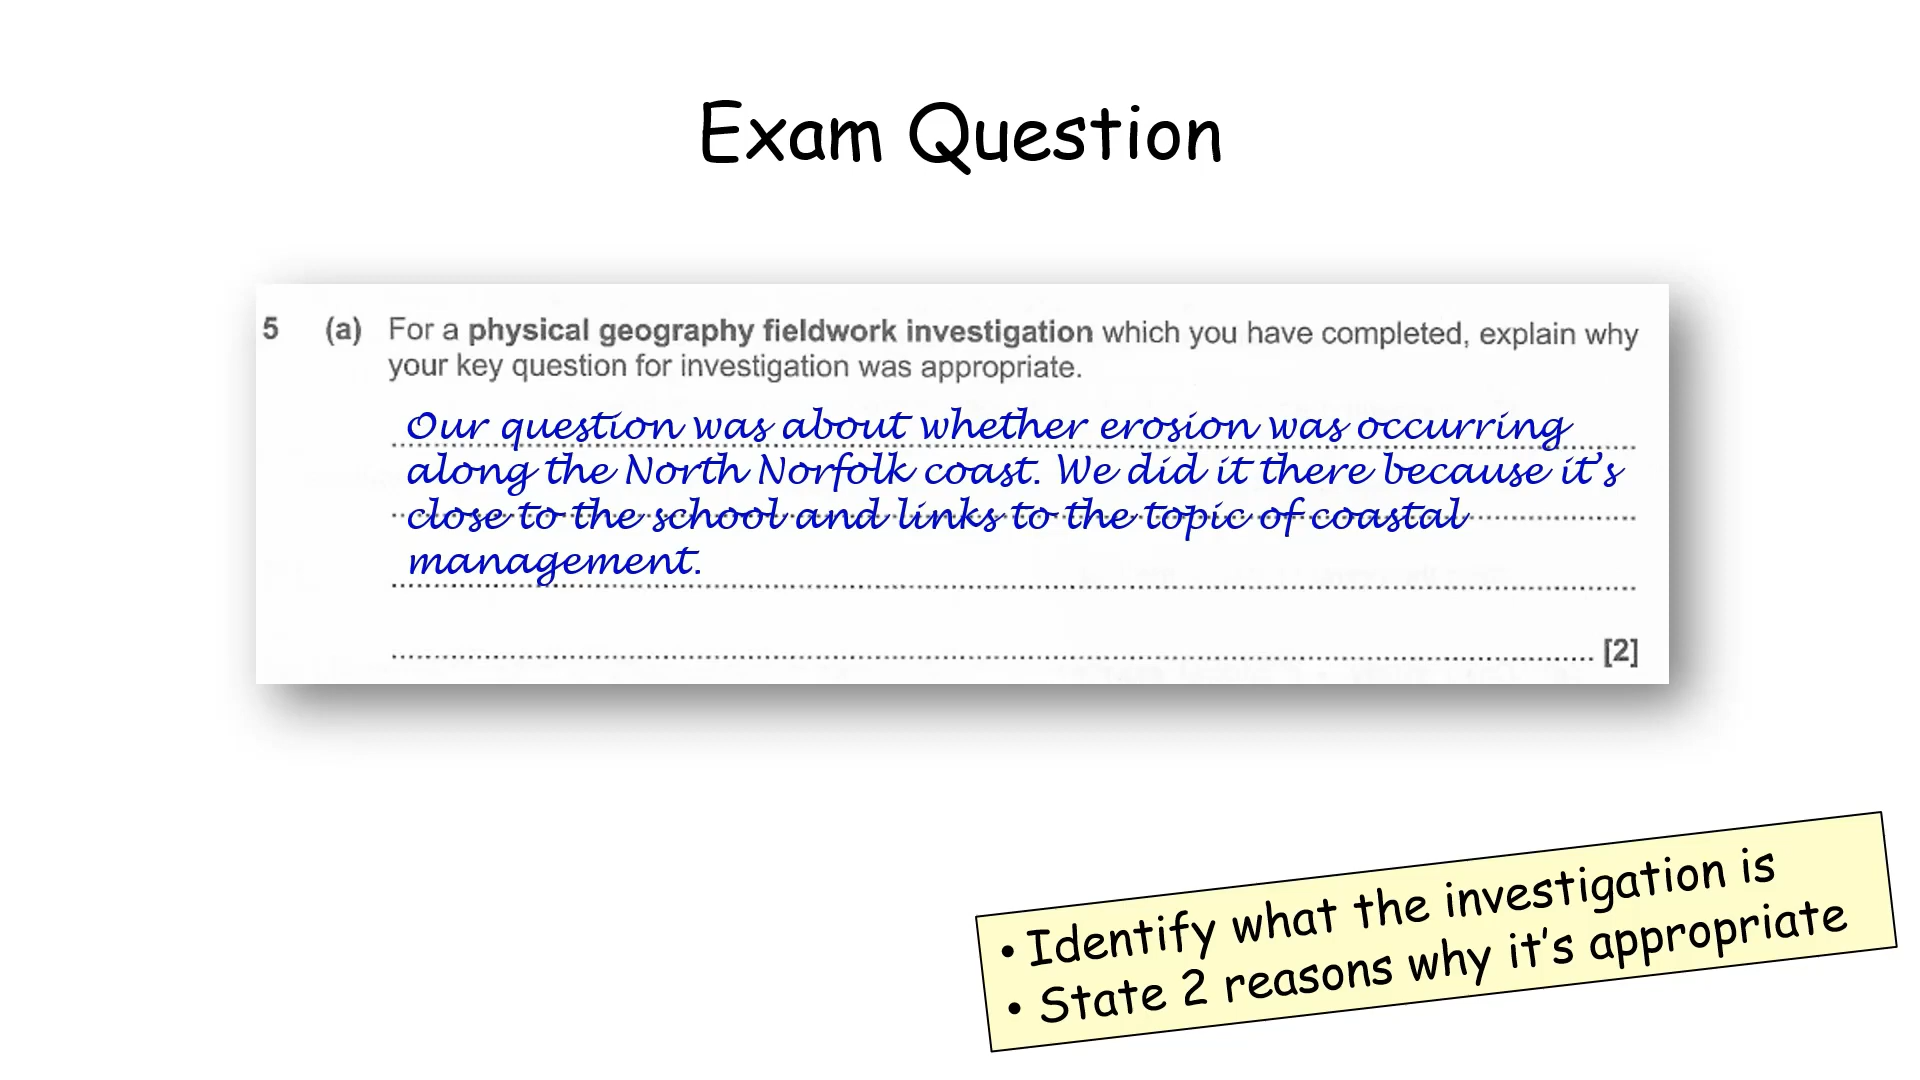 Exam Question
5 (a) For a physical geography fieldwork investigation which you have completed, explain why
your key question for investigation was appropriate.
Our question was about whether erosion was occurring
along the North Norfolk coast. We did it there because it's
close to the school and links to the topic of coastal
management.
[2]
• Identify what the investigation is
• State 2 reasons why it's appropriate